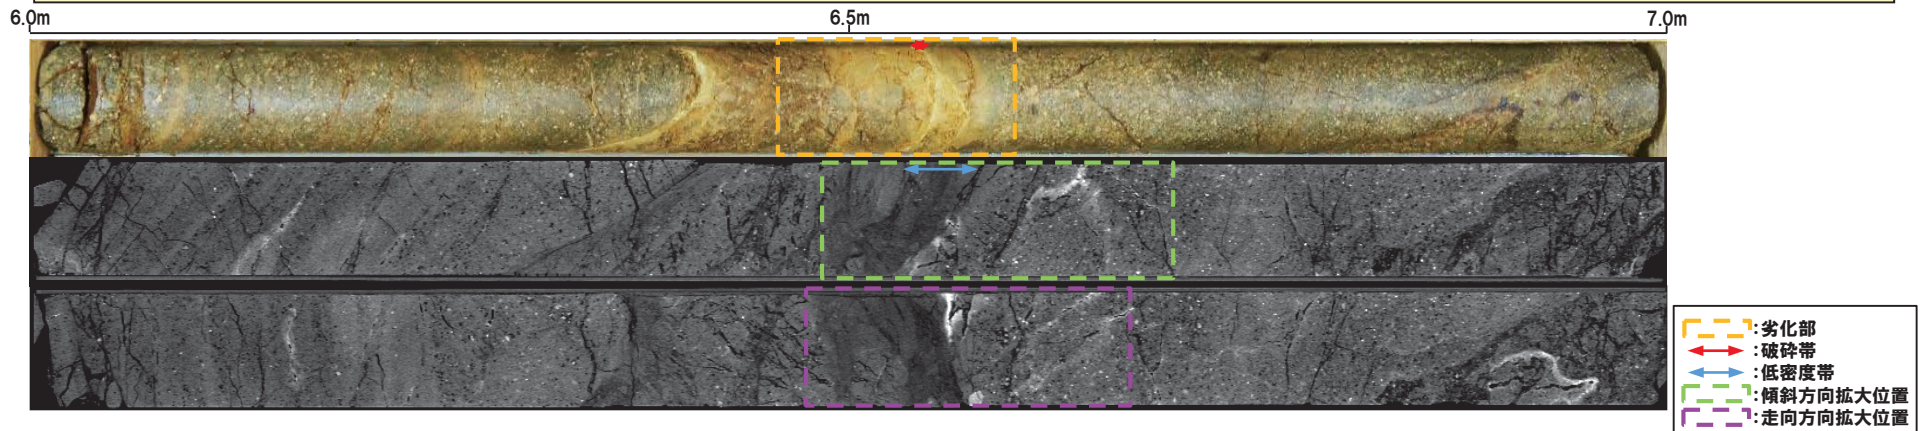 6.0m 6.5m 7.0m
:劣化部
:破砕帯
:低密度帯
:傾斜方向拡大位置
:走向方向拡大位置